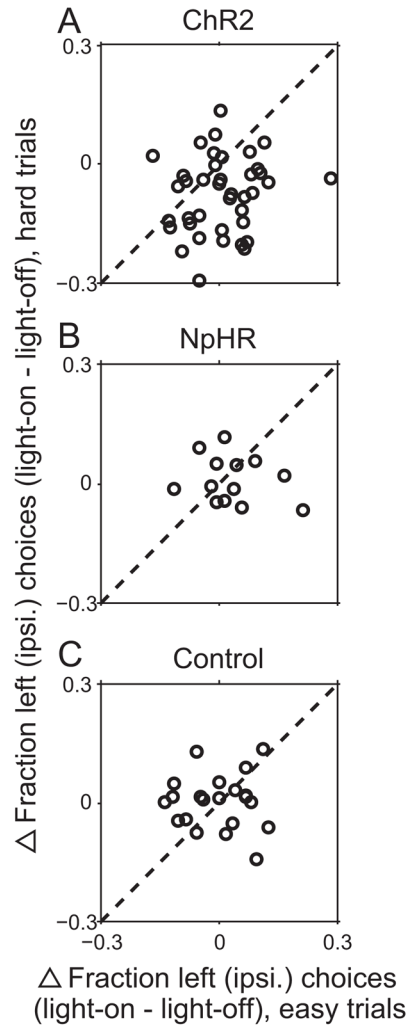 A
ChR2
0.3
0
−0.3
B
NpHR
0.3
0
−0.3
C
Control
0.3
0
−0.3
−0.3 0 0.3
△ Fraction left (ipsi.) choices (light-on - light-off), hard trials
△ Fraction left (ipsi.) choices
(light-on - light-off), easy trials